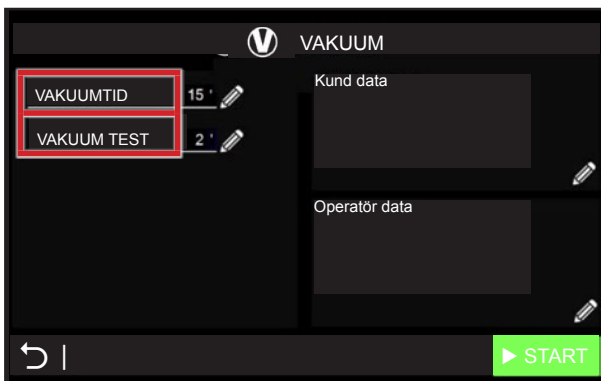 V VAKUUM
VAKUUMTID 15 '
VAKUUM TEST 2 '
Kund data
Operatör data
START